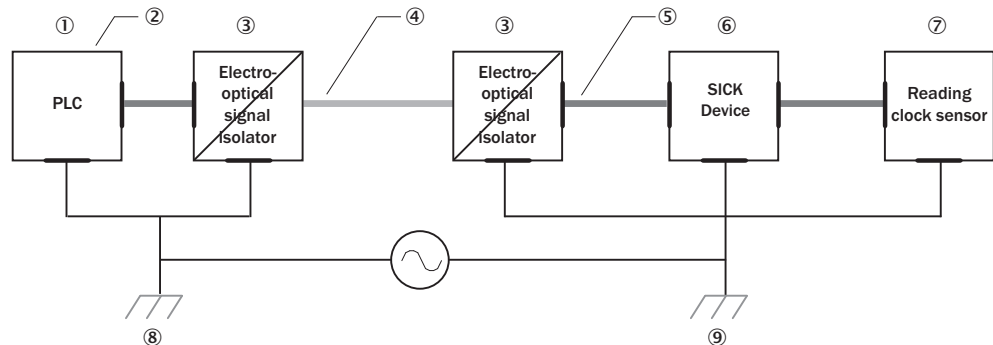 ① ② ③ ④ ③ ⑤ ⑥ ⑦
PLC
Electro-
optical
signal
isolator
Electro-
optical
signal
isolator
SICK
Device
Reading
clock sensor
⑧ ⑨